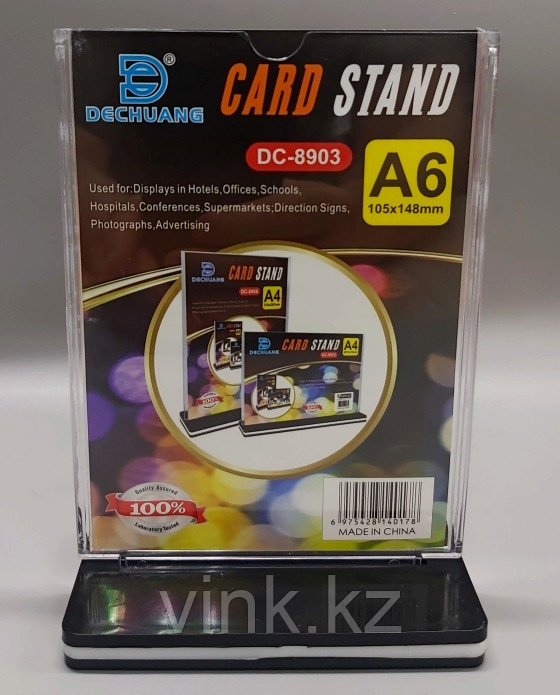 DECHUANG®
CARD STAND
DC-8903
A6
105x148mm
Used for:Displays in Hotels,Offices,Schools,
Hospitals,Conferences,Supermarkets;Direction Signs,
Photographs,Advertising
DECHUANG
CARD STAND
A4
DECHUANG
CARD STAND
A4
100%
Quality Assured
100%
Laboratory Tested
6 975428 140178
MADE IN CHINA
vink.kz